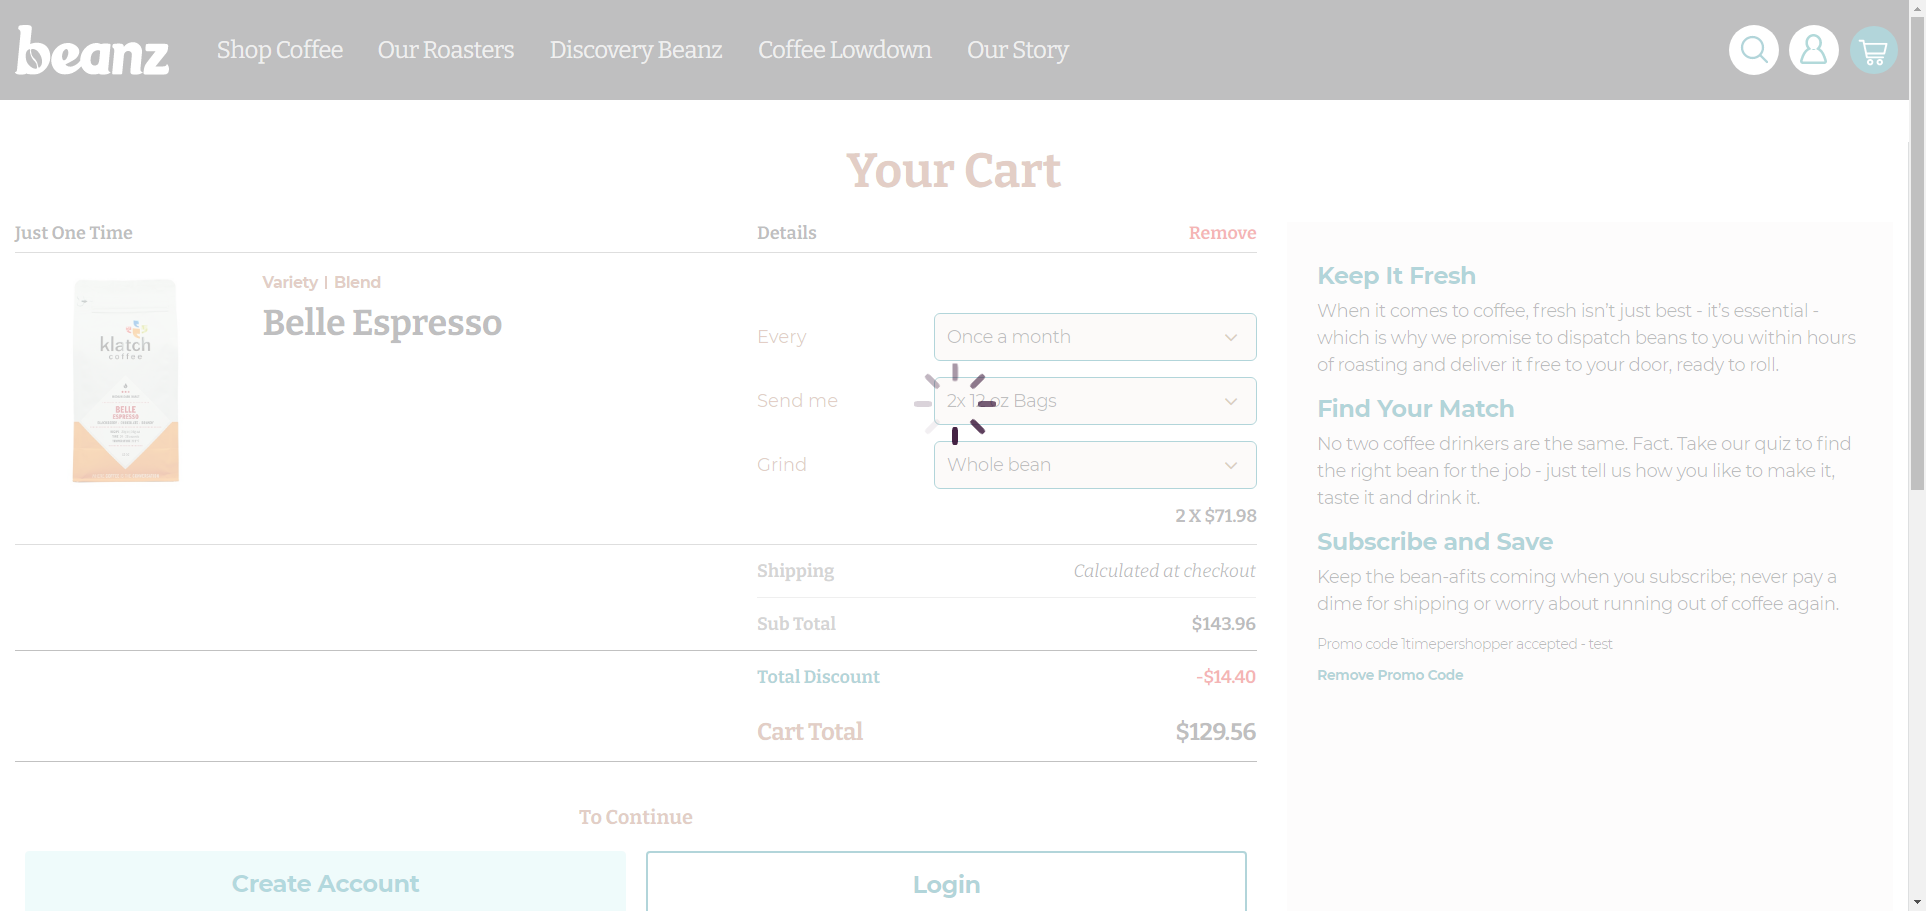 beanz
Shop Coffee
Our Roasters
Discovery Beanz
Coffee Lowdown
Our Story
Your Cart
Just One Time
Details
Remove
klatch
coffee
BELLE
ESPRESSO
Variety | Blend
Belle Espresso
Every
Once a month
Send me
2x 12 oz Bags
Grind
Whole bean
2 X $71.98
Shipping
Calculated at checkout
Sub Total
$143.96
Total Discount
-$14.40
Cart Total
$129.56
To Continue
Create Account
Login
Keep It Fresh
When it comes to coffee, fresh isn't just best - it's essential -
which is why we promise to dispatch beans to you within hours
of roasting and deliver it free to your door, ready to roll.
Find Your Match
No two coffee drinkers are the same. Fact. Take our quiz to find
the right bean for the job - just tell us how you like to make it,
taste it and drink it.
Subscribe and Save
Keep the bean-afits coming when you subscribe; never pay a
dime for shipping or worry about running out of coffee again.
Promo code 1timepershopper accepted - test
Remove Promo Code